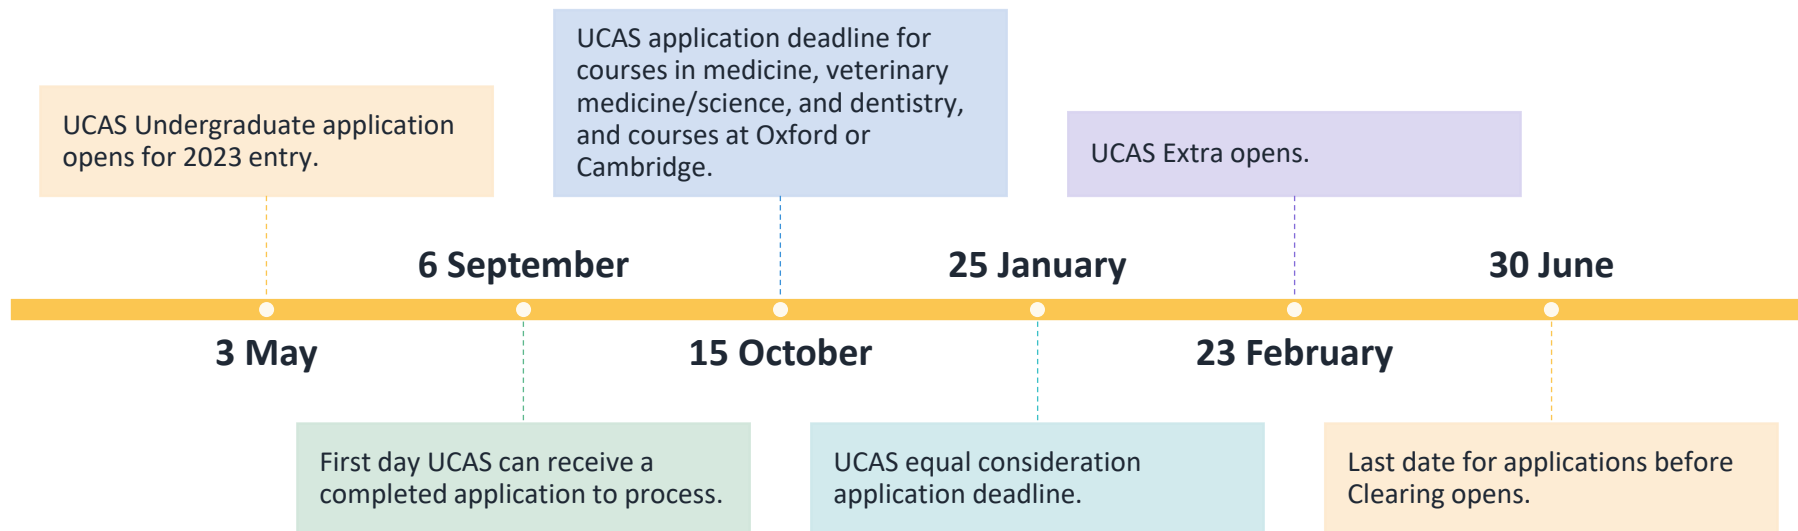 UCAS Undergraduate application
opens for 2023 entry.
3 May
6 September
First day UCAS can receive a
completed application to process.
UCAS application deadline for
courses in medicine, veterinary
medicine/science, and dentistry,
and courses at Oxford or
Cambridge.
15 October
25 January
UCAS equal consideration
application deadline.
UCAS Extra opens.
23 February
30 June
Last date for applications before
Clearing opens.